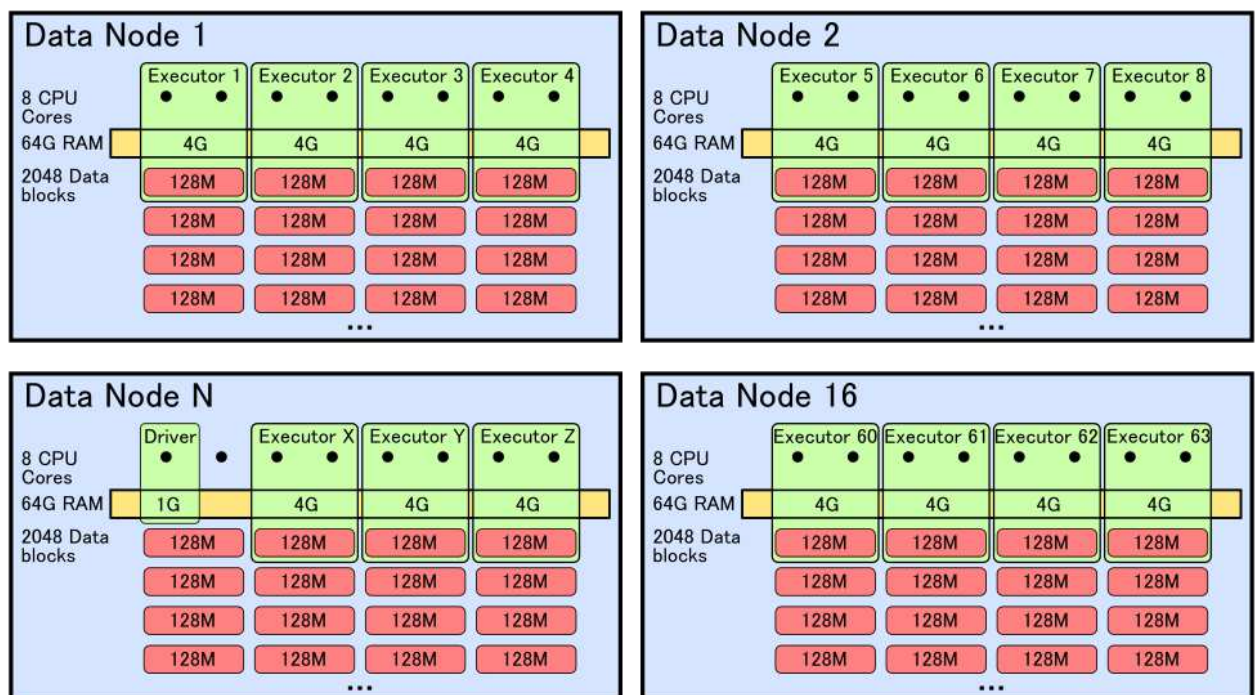 Data Node 1
Executor 1 Executor 2 Executor 3 Executor 4
8 CPU
Cores
64G RAM 4G 4G 4G 4G
2048 Data
blocks
128M 128M 128M 128M
128M 128M 128M 128M
128M 128M 128M 128M
128M 128M 128M 128M
...
Data Node 2
Executor 5 Executor 6 Executor 7 Executor 8
8 CPU
Cores
64G RAM 4G 4G 4G 4G
2048 Data
blocks
128M 128M 128M 128M
128M 128M 128M 128M
128M 128M 128M 128M
128M 128M 128M 128M
...
Data Node N
Driver Executor X Executor Y Executor Z
8 CPU
Cores
64G RAM 1G 4G 4G 4G
2048 Data
blocks
128M 128M 128M 128M
128M 128M 128M 128M
128M 128M 128M 128M
128M 128M 128M 128M
...
Data Node 16
Executor 60 Executor 61 Executor 62 Executor 63
8 CPU
Cores
64G RAM 4G 4G 4G 4G
2048 Data
blocks
128M 128M 128M 128M
128M 128M 128M 128M
128M 128M 128M 128M
128M 128M 128M 128M
...